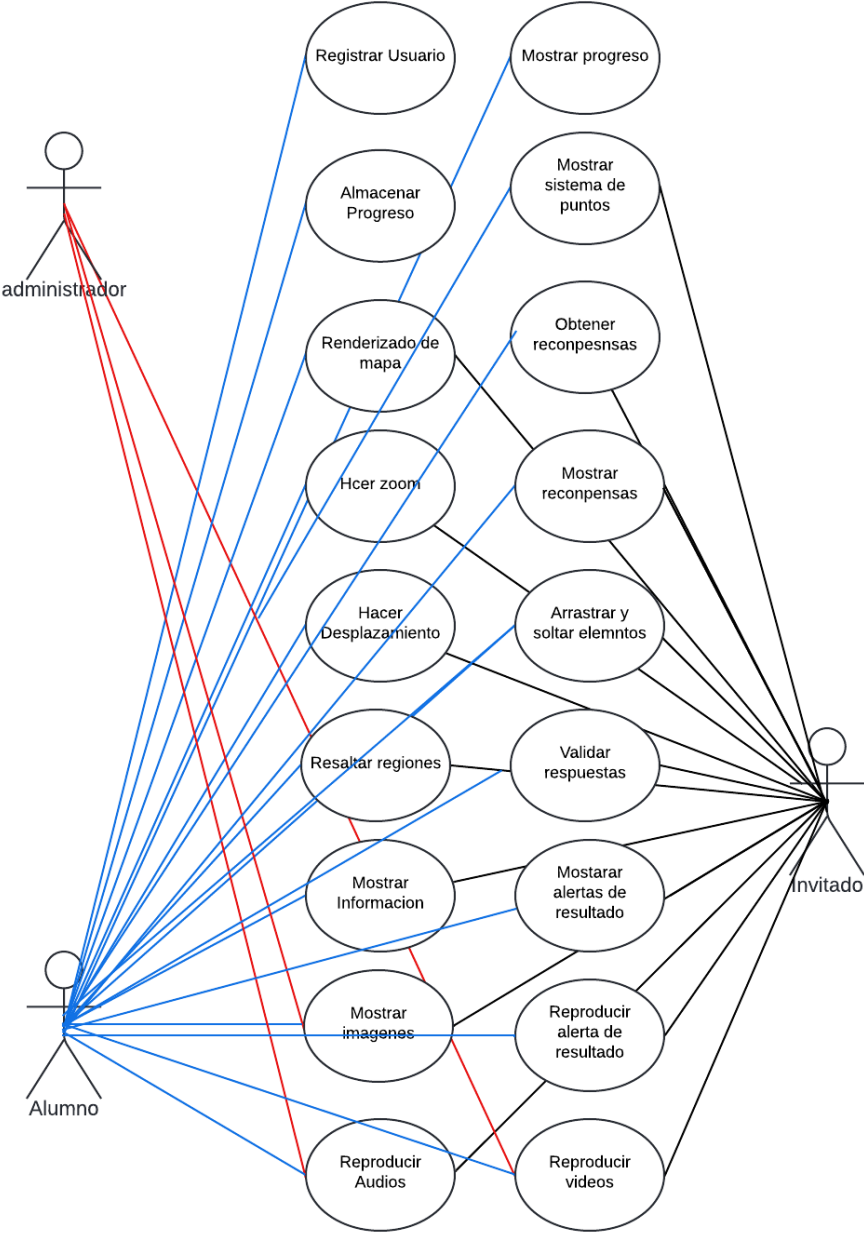 Registrar Usuario
Mostrar progreso
Almacenar
Progreso
Mostrar
sistema de
puntos
administrador
Renderizado de
mapa
Obtener
reconpesnsas
Hcer zoom
Mostrar
reconpensas
Hacer
Desplazamiento
Arrastrar y
soltar elemntos
Resaltar regiones
Validar
respuestas
Mostrar
Informacion
Mostarar
alertas de
resultado
Invitado
Mostrar
imagenes
Reproducir
alerta de
resultado
Alumno
Reproducir
Audios
Reproducir
videos